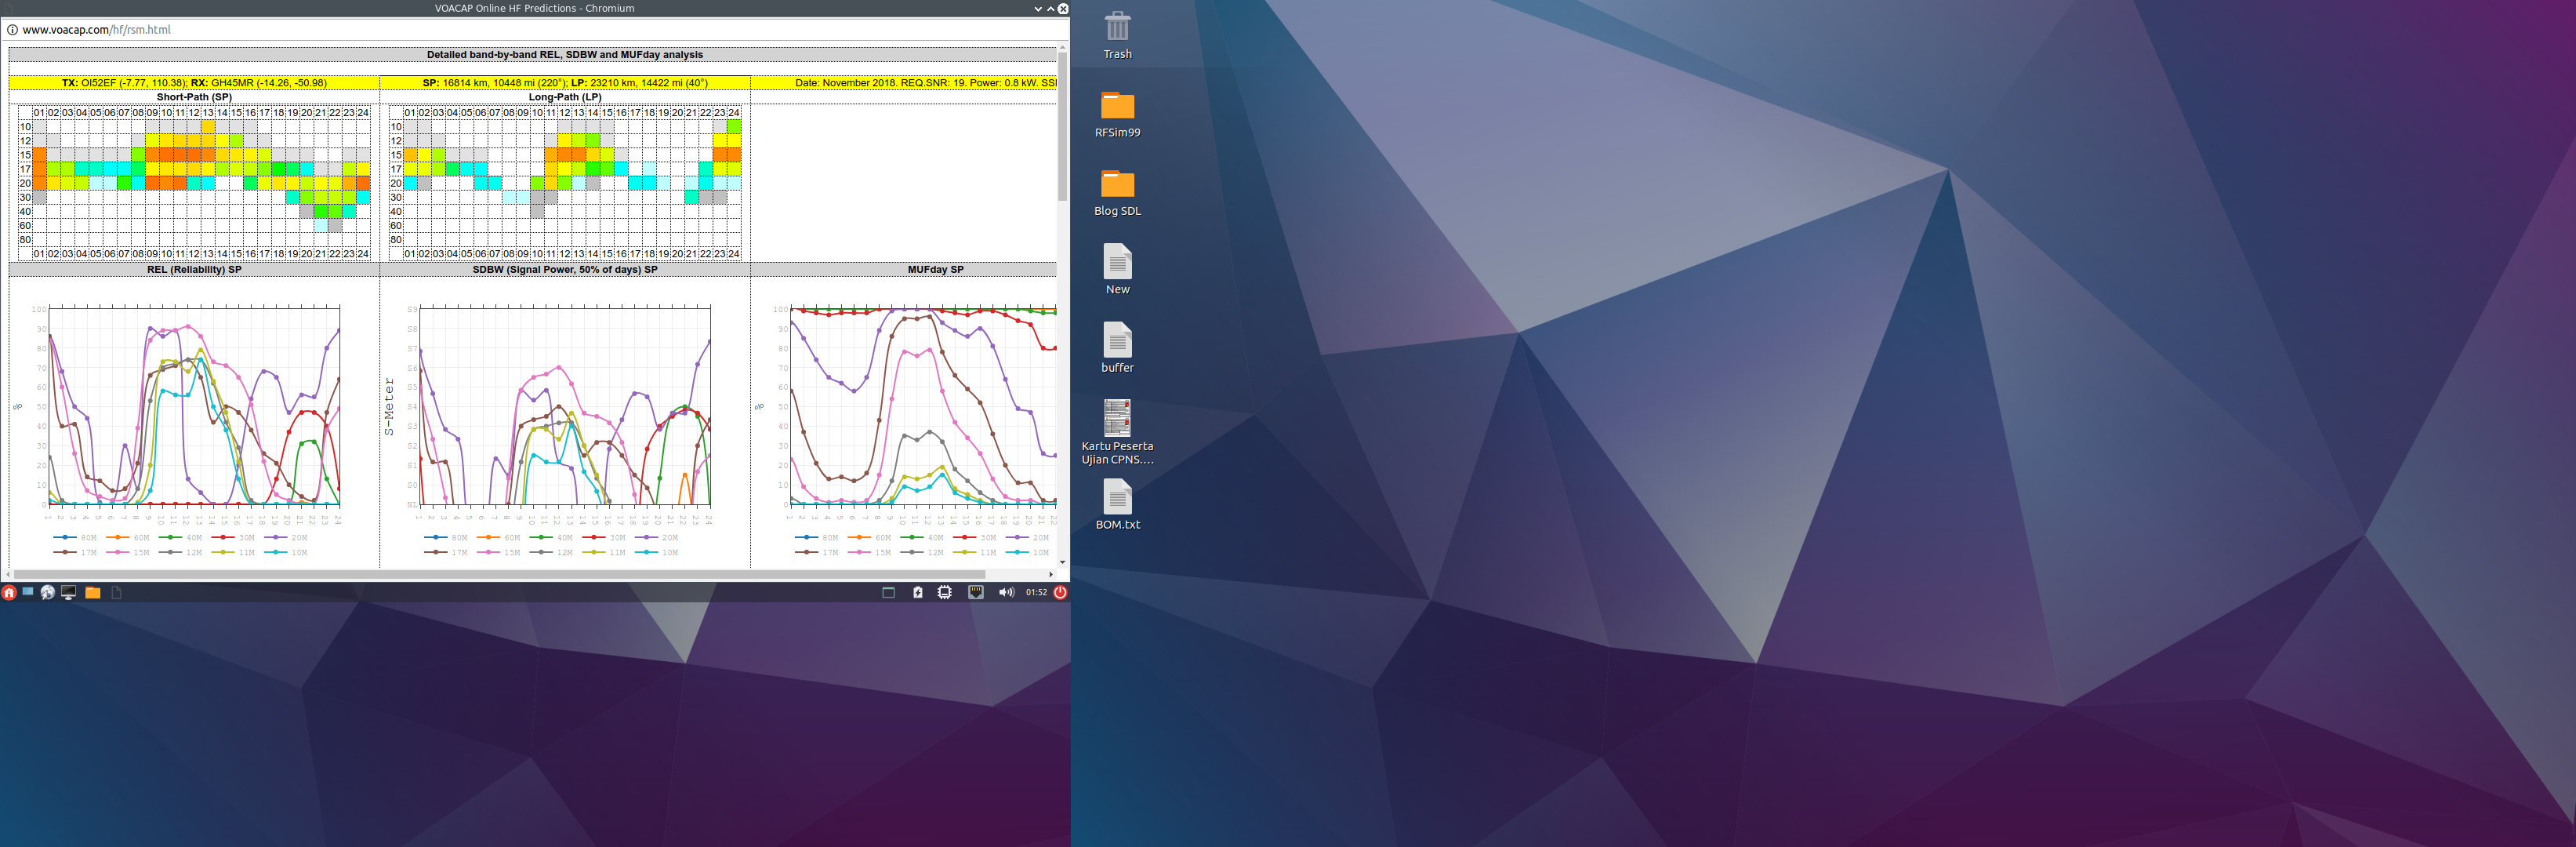 VOACAP Online HF Predictions - Chromium
www.voacap.com/hf/rsm.html
Detailed band-by-band REL, SDBW and MUFday analysis
TX: OI52EF (-7.77, 110.38); RX: GH45MR (-14.26, -50.98)
SP: 16814 km, 10448 mi (220°); LP: 23210 km, 14422 mi (40°)
Date: November 2018. REQ.SNR: 19. Power: 0.8 kW. SS
Short-Path (SP)
Long-Path (LP)
01 02 03 04 05 06 07 08 09 10 11 12 13 14 15 16 17 18 19 20 21 22 23 24
10
12
15
17
20
30
40
60
80
01 02 03 04 05 06 07 08 09 10 11 12 13 14 15 16 17 18 19 20 21 22 23 24
01 02 03 04 05 06 07 08 09 10 11 12 13 14 15 16 17 18 19 20 21 22 23 24
10
12
15
17
20
30
40
60
80
01 02 03 04 05 06 07 08 09 10 11 12 13 14 15 16 17 18 19 20 21 22 23 24
REL (Reliability) SP
SDBW (Signal Power, 50% of days) SP
MUFday SP
100
90
80
70
60
50
40
30
20
10
0
%
1 2 3 4 5 6 7 8 9 10 11 12 13 14 15 16 17 18 19 20 21 22 23 24
80M 60M 40M 30M 20M
17M 15M 12M 11M 10M
S9
S8
S7
S6
S5
S4
S3
S2
S1
S0
NL
S-Meter
1 2 3 4 5 6 7 8 9 10 11 12 13 14 15 16 17 18 19 20 21 22 23 24
80M 60M 40M 30M 20M
17M 15M 12M 11M 10M
100
90
80
70
60
50
40
30
20
10
0
%
1 2 3 4 5 6 7 8 9 10 11 12 13 14 15 16 17 18 19 20 21 22
80M 60M 40M 30M 20M
17M 15M 12M 11M 10M
01:52
Trash
RFSim99
Blog SDL
New
buffer
Kartu Peserta
Ujian CPNS....
BOM.txt